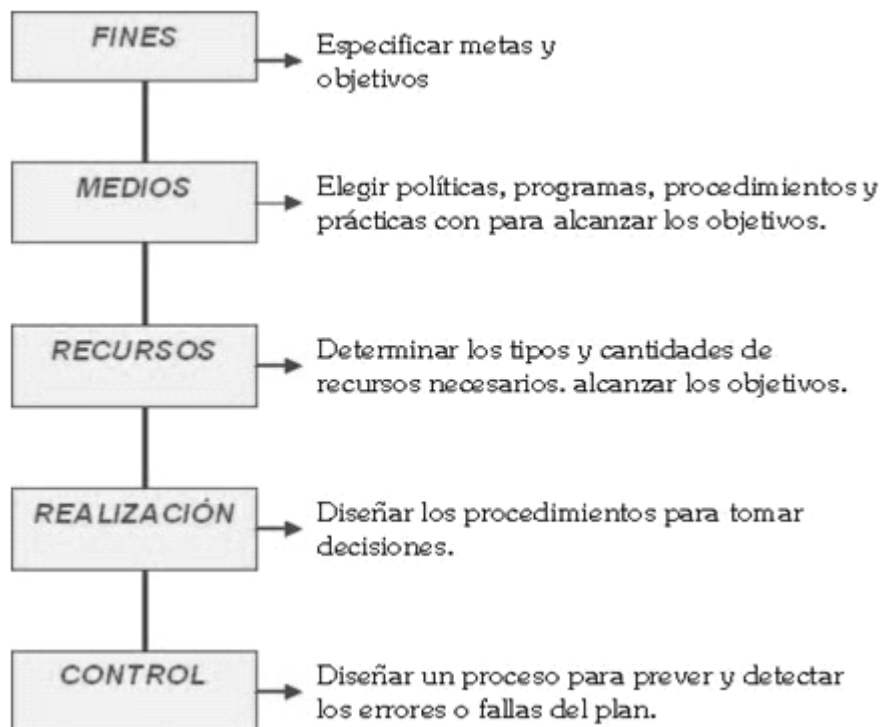 FINES
Especificar metas y
objetivos
MEDIOS
Elegir políticas, programas, procedimientos y
prácticas con para alcanzar los objetivos.
RECURSOS
Determinar los tipos y cantidades de
recursos necesarios. alcanzar los objetivos.
REALIZACIÓN
Diseñar los procedimientos para tomar
decisiones.
CONTROL
Diseñar un proceso para prever y detectar
los errores o fallas del plan.